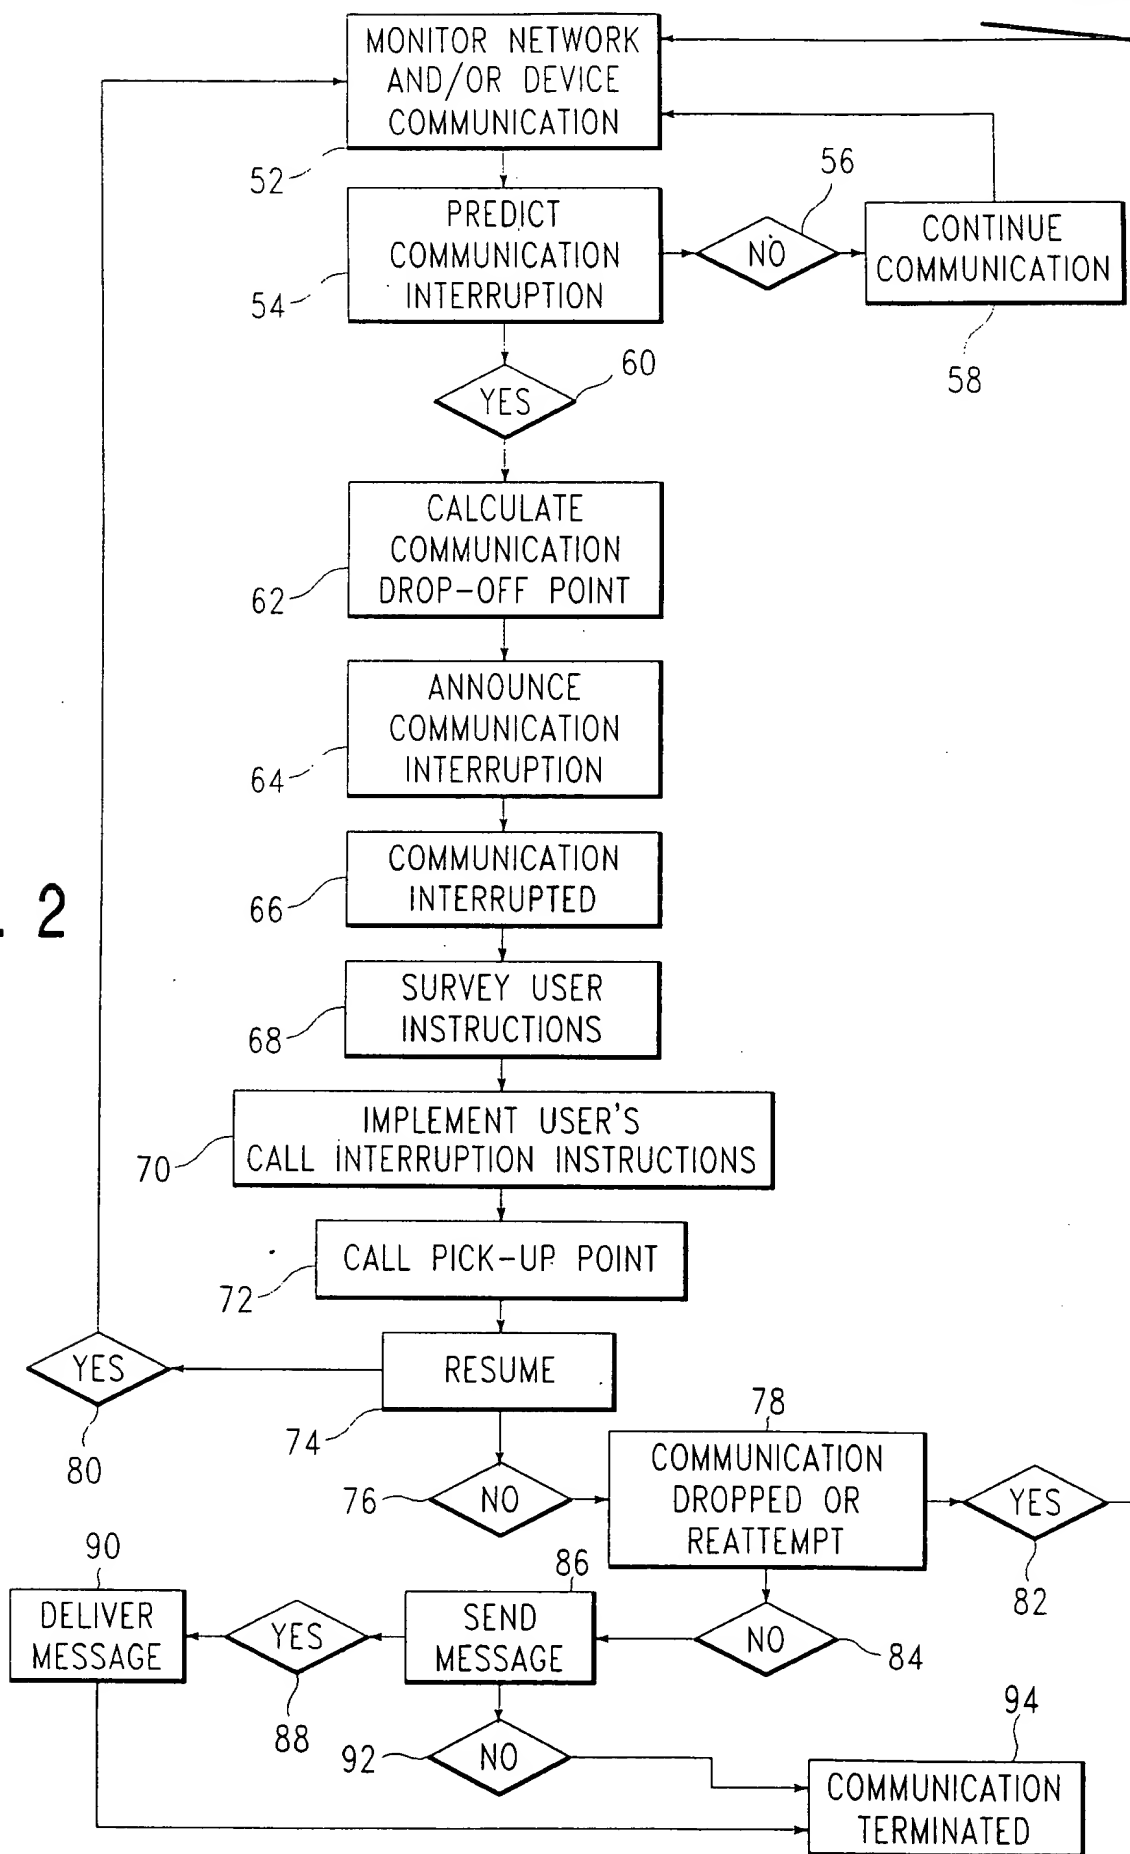 MONITOR NETWORK
AND/OR DEVICE
COMMUNICATION
52
PREDICT
COMMUNICATION
INTERRUPTION
54
NO
56
CONTINUE
COMMUNICATION
58
YES
60
CALCULATE
COMMUNICATION
DROP-OFF POINT
62
ANNOUNCE
COMMUNICATION
INTERRUPTION
64
COMMUNICATION
INTERRUPTED
66
. 2
SURVEY USER
INSTRUCTIONS
68
IMPLEMENT USER'S
CALL INTERRUPTION INSTRUCTIONS
70
CALL PICK-UP POINT
72
YES
80
RESUME
74
NO
76
78
COMMUNICATION
DROPPED OR
REATTEMPT
YES
82
90
DELIVER
MESSAGE
YES
88
86
SEND
MESSAGE
NO
84
NO
92
94
COMMUNICATION
TERMINATED